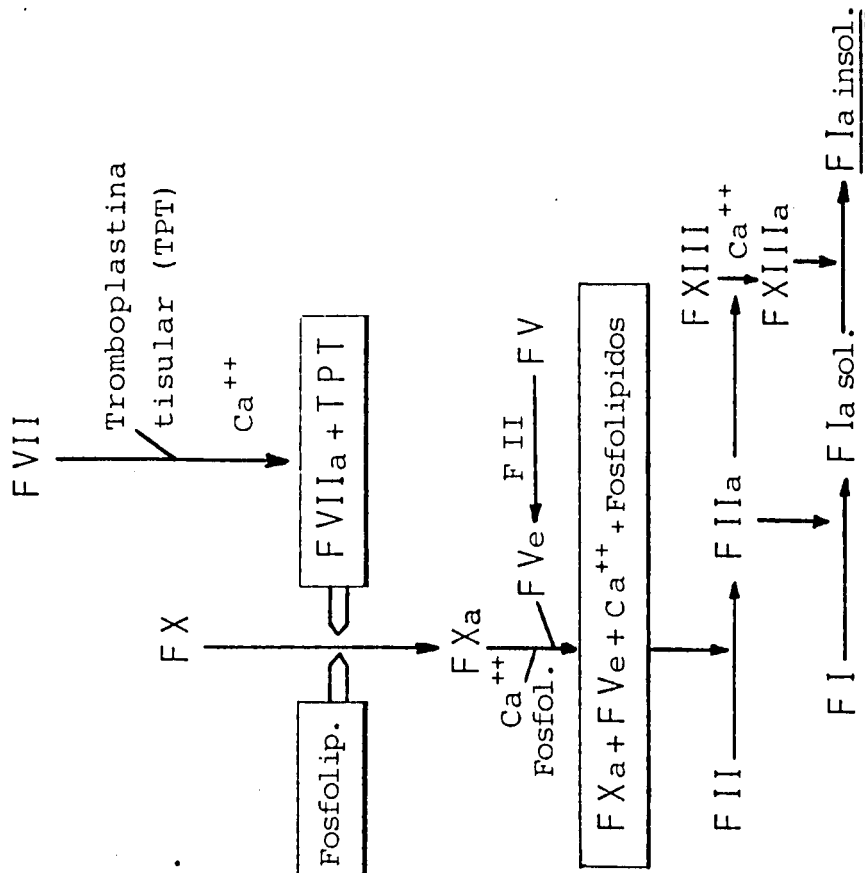 F VII
Tromboplastina
tisular (TPT)
Ca++
F X
Fosfolip.
F VIIa + TPT
F Xa
Ca++
Fosfol.
F Ve
F II
F V
F Xa + F Ve + Ca++ + Fosfolipidos
F II
F IIa
F XIII
Ca++
F XIIIa
F I
F Ia sol.
F Ia insol.